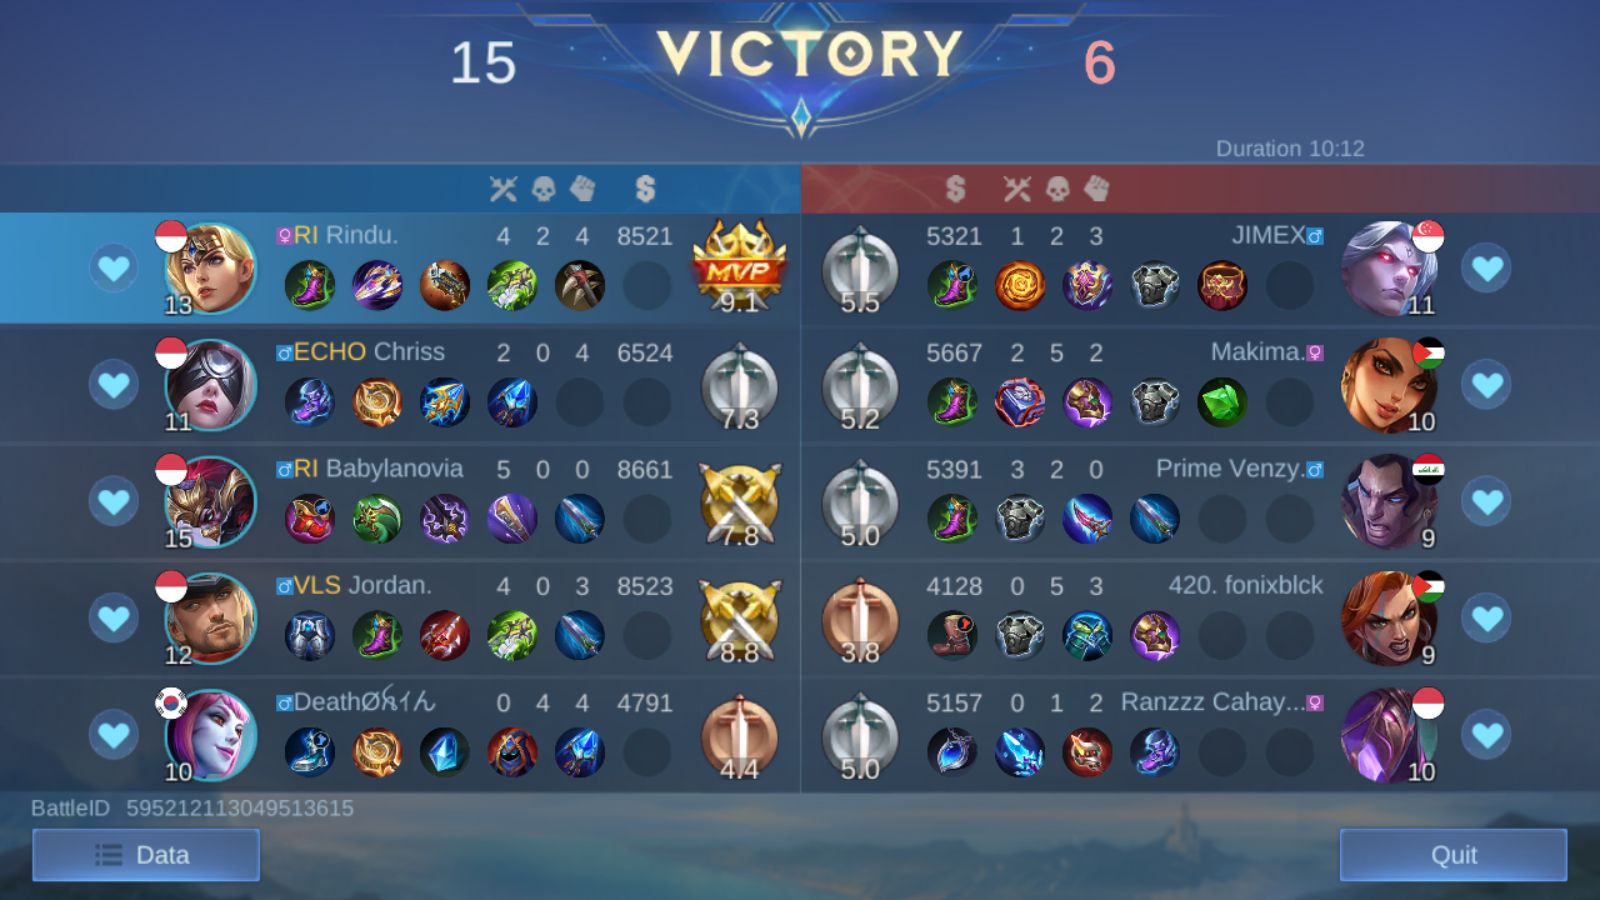 15 VICTORY 6
Duration 10:12
RI Rindu. 4 2 4 8521
13
MVP
9.1
5.5
5321 1 2 3 JIMEX
11
ECHO Chriss 2 0 4 6524
11
7.3
5.2
5667 2 5 2 Makima.
10
RI Babylanovia 5 0 0 8661
15
7.8
5.0
5391 3 2 0 Prime Venzy.
9
VLS Jordan. 4 0 3 8523
12
8.8
3.8
4128 0 5 3 420. fonixblck
9
0 4 4 4791
10
4.4
5.0
5157 0 1 2 Ranzzz Cahay...
10
BattleID 595212113049513615
Data
Quit